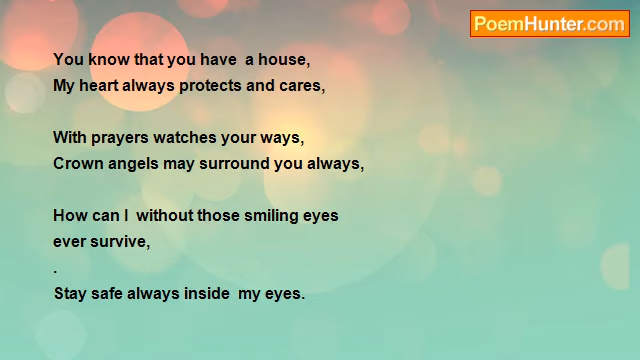 PoemHunter.com
You know that you have  a house,
My heart always protects and cares,
With prayers watches your ways,
Crown angels may surround you always,
How can I  without those smiling eyes
ever survive,
.
Stay safe always inside  my eyes.